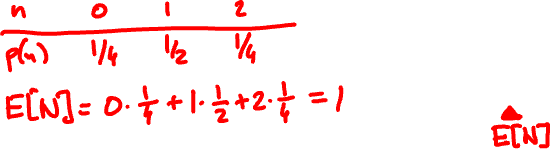 n 0 1 2
p(n) 1/4 1/2 1/4
E[N] = 0·1/4 + 1·1/2 + 2·1/4 = 1
E[N]